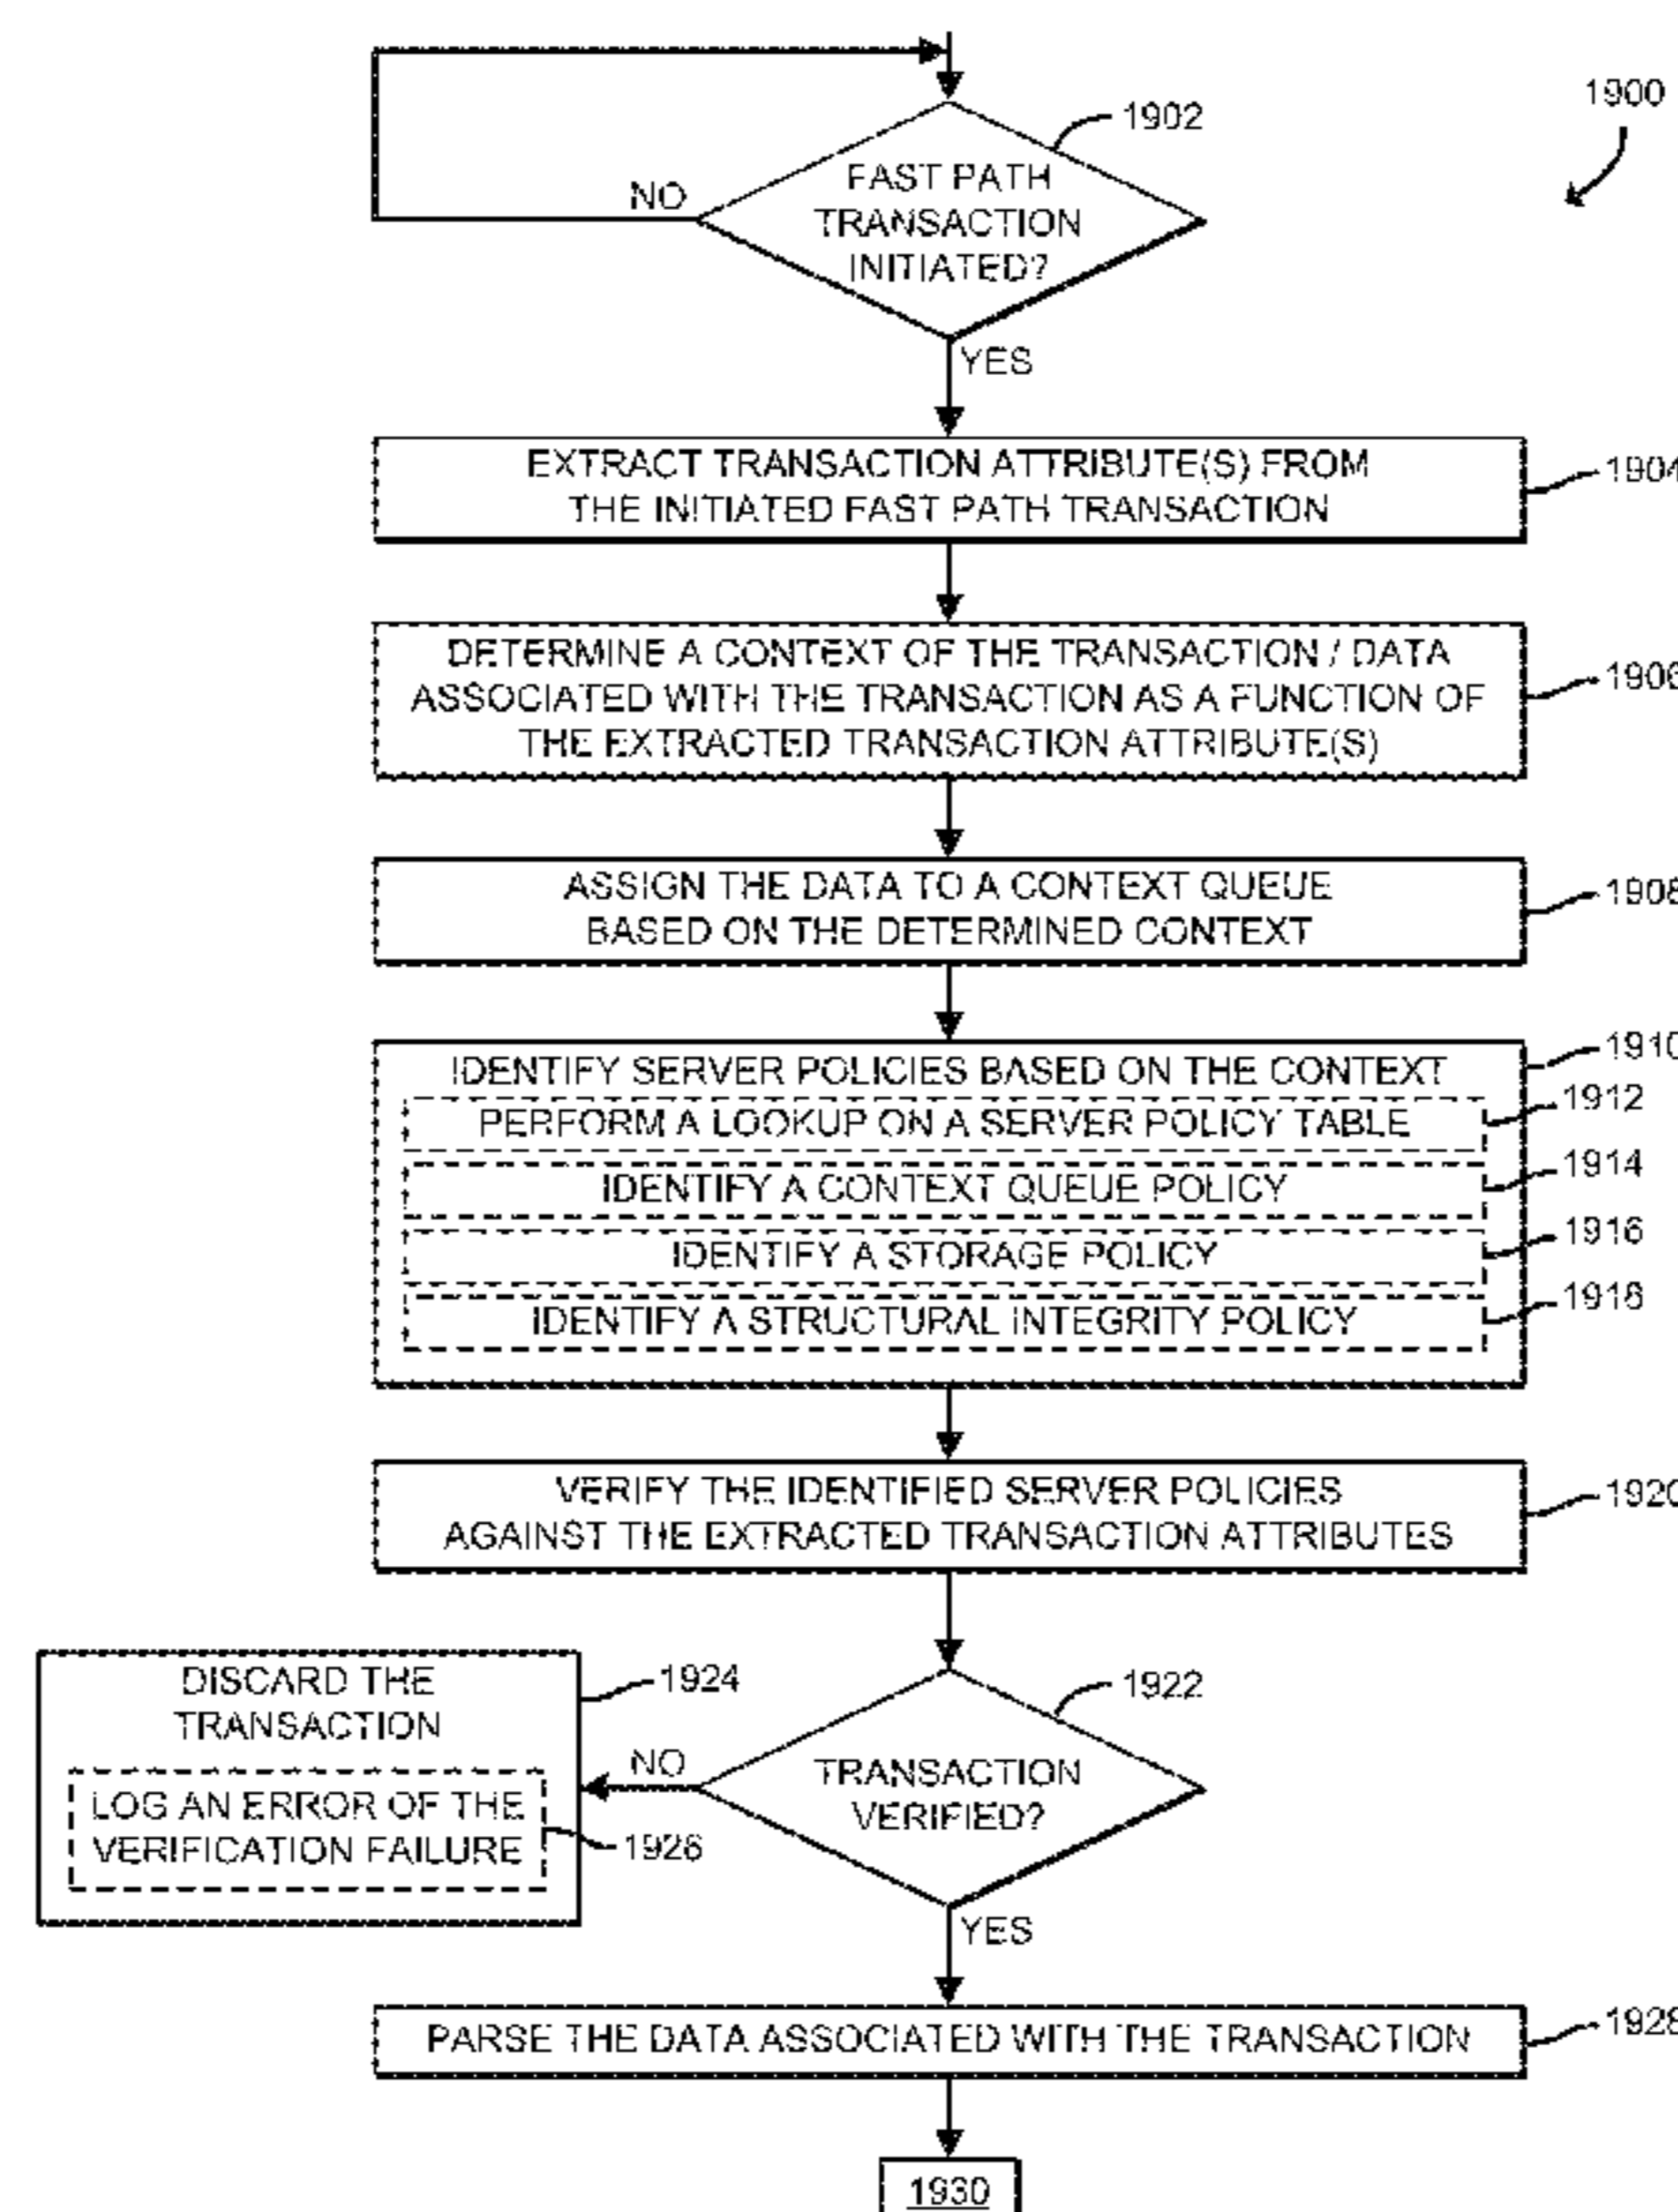 1900
1902
FAST PATH
TRANSACTION
INITIATED?
NO
YES
EXTRACT TRANSACTION ATTRIBUTE(S) FROM
THE INITIATED FAST PATH TRANSACTION
1904
DETERMINE A CONTEXT OF THE TRANSACTION / DATA
ASSOCIATED WITH THE TRANSACTION AS A FUNCTION OF
THE EXTRACTED TRANSACTION ATTRIBUTE(S)
1906
ASSIGN THE DATA TO A CONTEXT QUEUE
BASED ON THE DETERMINED CONTEXT
1908
IDENTIFY SERVER POLICIES BASED ON THE CONTEXT
1910
PERFORM A LOOKUP ON A SERVER POLICY TABLE
1912
IDENTIFY A CONTEXT QUEUE POLICY
1914
IDENTIFY A STORAGE POLICY
1916
IDENTIFY A STRUCTURAL INTEGRITY POLICY
1918
VERIFY THE IDENTIFIED SERVER POLICIES
AGAINST THE EXTRACTED TRANSACTION ATTRIBUTES
1920
DISCARD THE
TRANSACTION
1924
LOG AN ERROR OF THE
VERIFICATION FAILURE
1926
NO
1922
TRANSACTION
VERIFIED?
YES
PARSE THE DATA ASSOCIATED WITH THE TRANSACTION
1928
1930